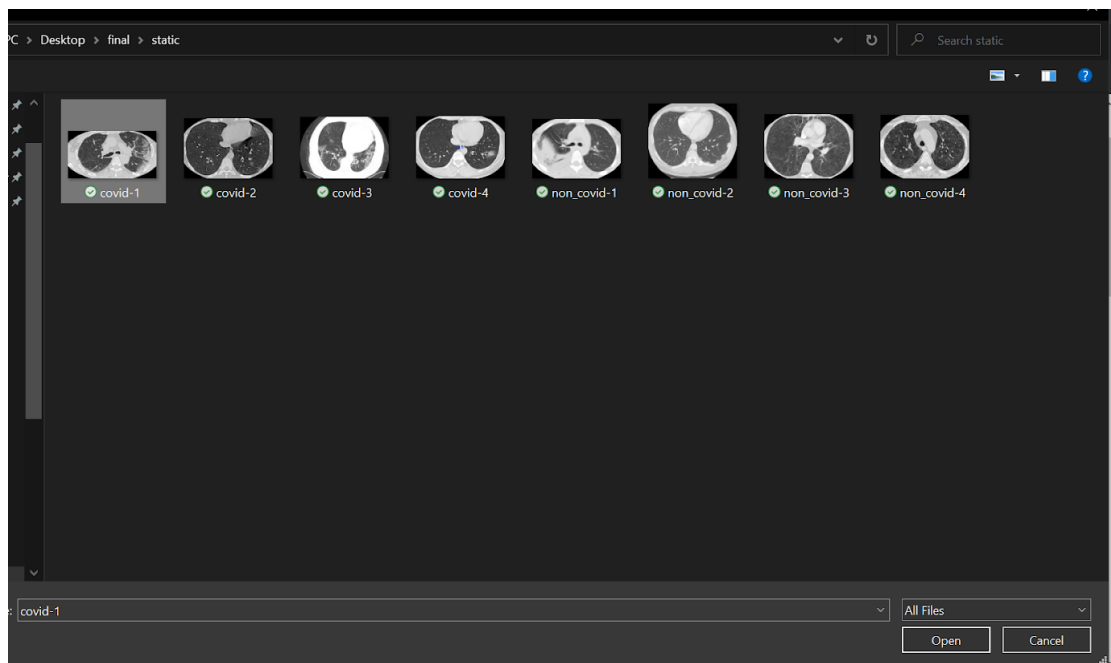 PC > Desktop > final > static
Search static
?
covid-1
covid-2
covid-3
covid-4
non_covid-1
non_covid-2
non_covid-3
non_covid-4
covid-1
All Files
Open
Cancel